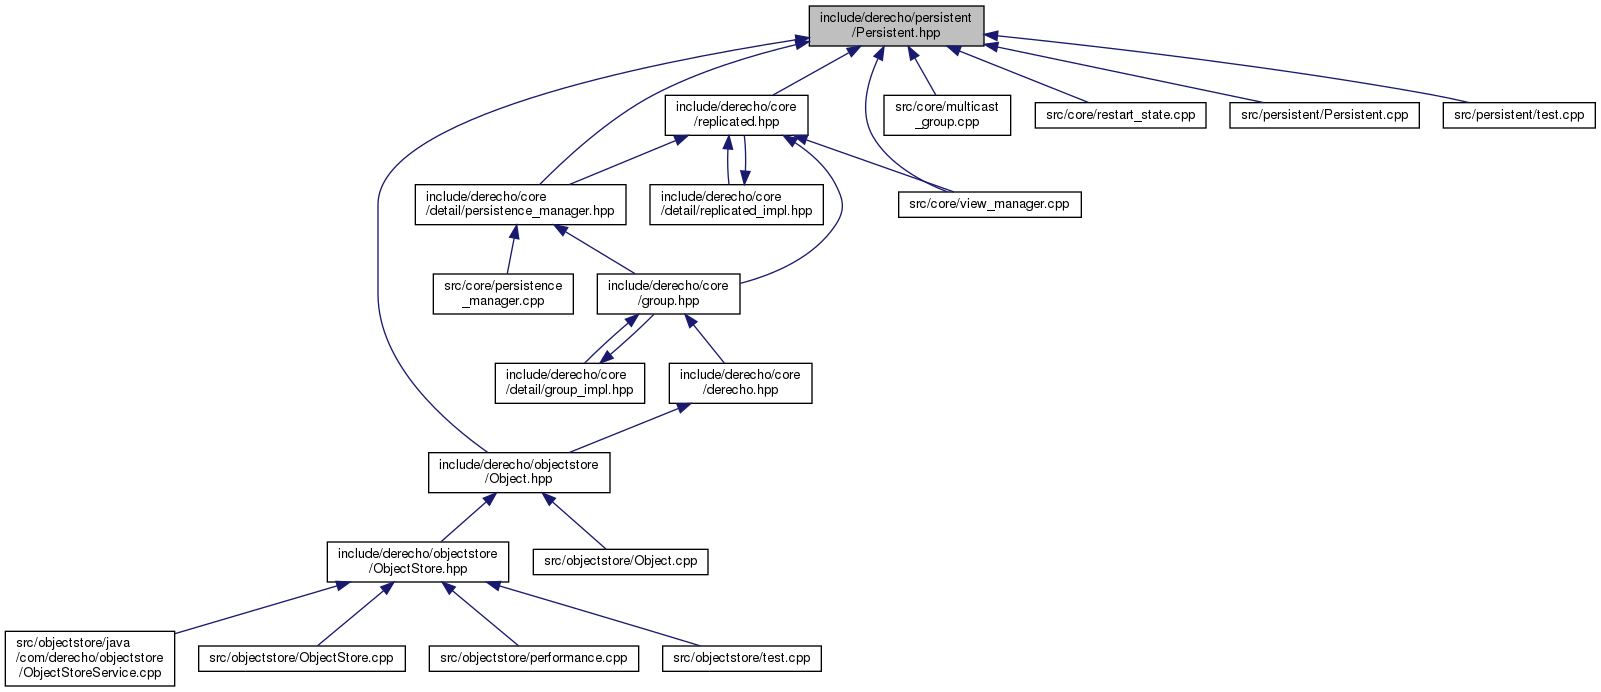 include/derecho/persistent
/Persistent.hpp
include/derecho/core
/replicated.hpp
src/core/multicast
_group.cpp
src/core/restart_state.cpp
src/persistent/Persistent.cpp
src/persistent/test.cpp
include/derecho/core
/detail/persistence_manager.hpp
include/derecho/core
/detail/replicated_impl.hpp
src/core/view_manager.cpp
src/core/persistence
_manager.cpp
include/derecho/core
/group.hpp
include/derecho/core
/detail/group_impl.hpp
include/derecho/core
/derecho.hpp
include/derecho/objectstore
/Object.hpp
include/derecho/objectstore
/ObjectStore.hpp
src/objectstore/Object.cpp
src/objectstore/java
/com/derecho/objectstore
/ObjectStoreService.cpp
src/objectstore/ObjectStore.cpp
src/objectstore/performance.cpp
src/objectstore/test.cpp